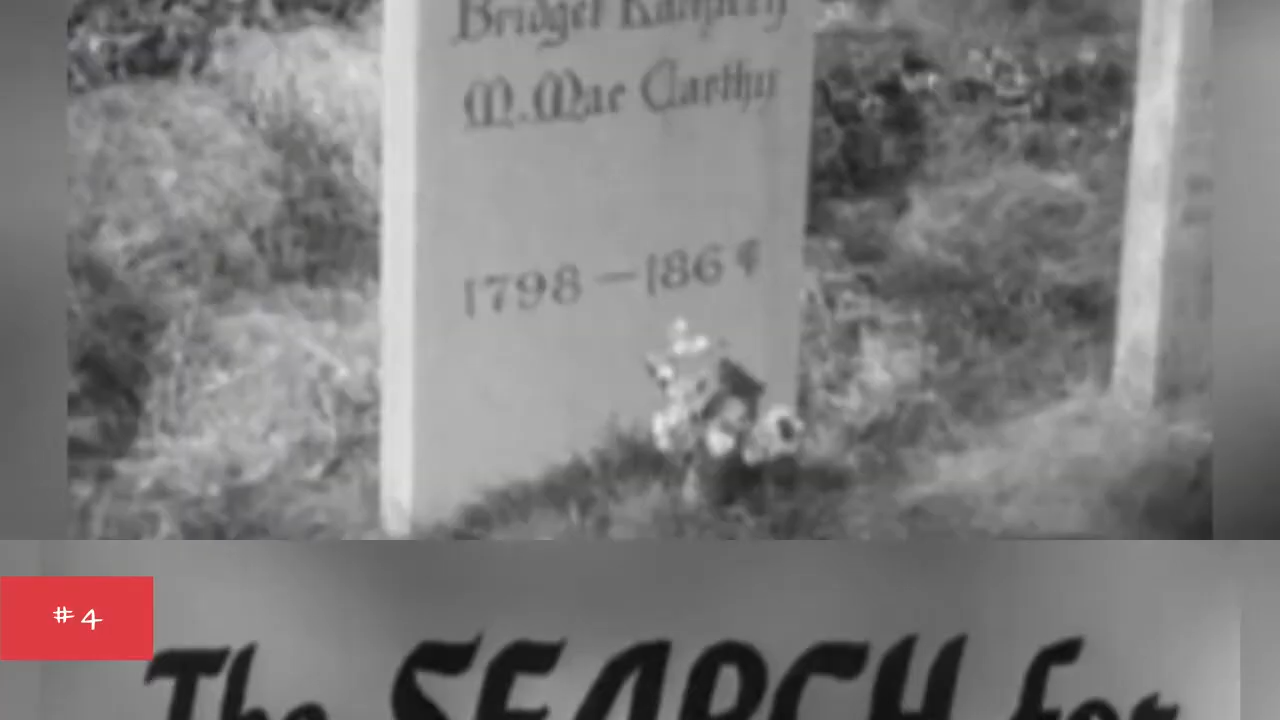 Bridget
M. Mac Carthy
1798 – 186
#4
The SEARCH for